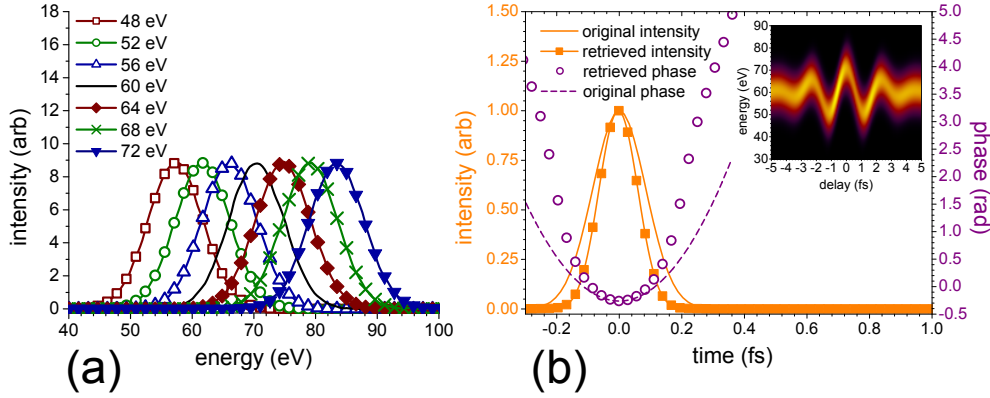 18
16
14
12
10
8
6
4
2
0
intensity (arb)
48 eV
52 eV
56 eV
60 eV
64 eV
68 eV
72 eV
40 50 60 70 80 90 100
energy (eV)
(a)
1.50
1.25
1.00
0.75
0.50
0.25
0.00
intensity (arb)
original intensity
retrieved intensity
retrieved phase
original phase
90
80
70
60
50
40
30
energy (eV)
-5 -4 -3 -2 -1 0 1 2 3 4 5
delay (fs)
5.0
4.5
4.0
3.5
3.0
2.5
2.0
1.5
1.0
0.5
-0.0
-0.5
phase (rad)
-0.2 0.0 0.2 0.4 0.6 0.8 1.0
time (fs)
(b)